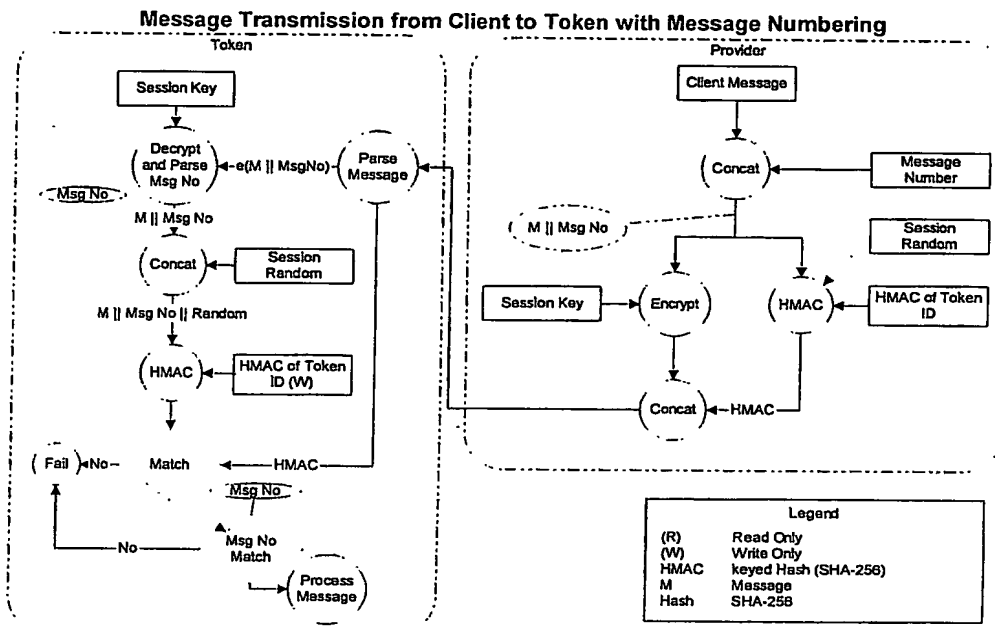 Message Transmission from Client to Token with Message Numbering
Token
Provider
Session Key
Client Message
Decrypt
and Parse
Msg No
e(M || MsgNo)
Parse
Message
Concat
Message
Number
Msg No
M || Msg No
M || Msg No
Session
Random
Concat
Session
Random
Session Key
Encrypt
HMAC
HMAC of Token
ID
M || Msg No || Random
HMAC
HMAC of Token
ID (W)
Concat
HMAC
Fail
No
Match
HMAC
Msg No
No
Msg No
Match
Process
Message
Legend
(R) Read Only
(W) Write Only
HMAC keyed Hash (SHA-256)
M Message
Hash SHA-256